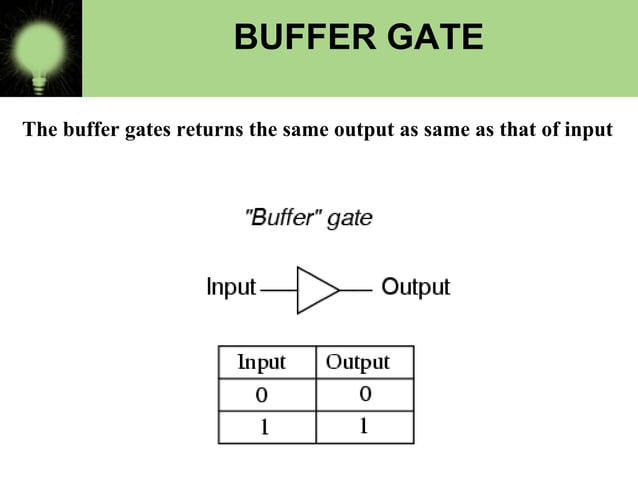 BUFFER GATE
The buffer gates returns the same output as same as that of input
"Buffer" gate
Input Output
Input Output
0 0
1 1